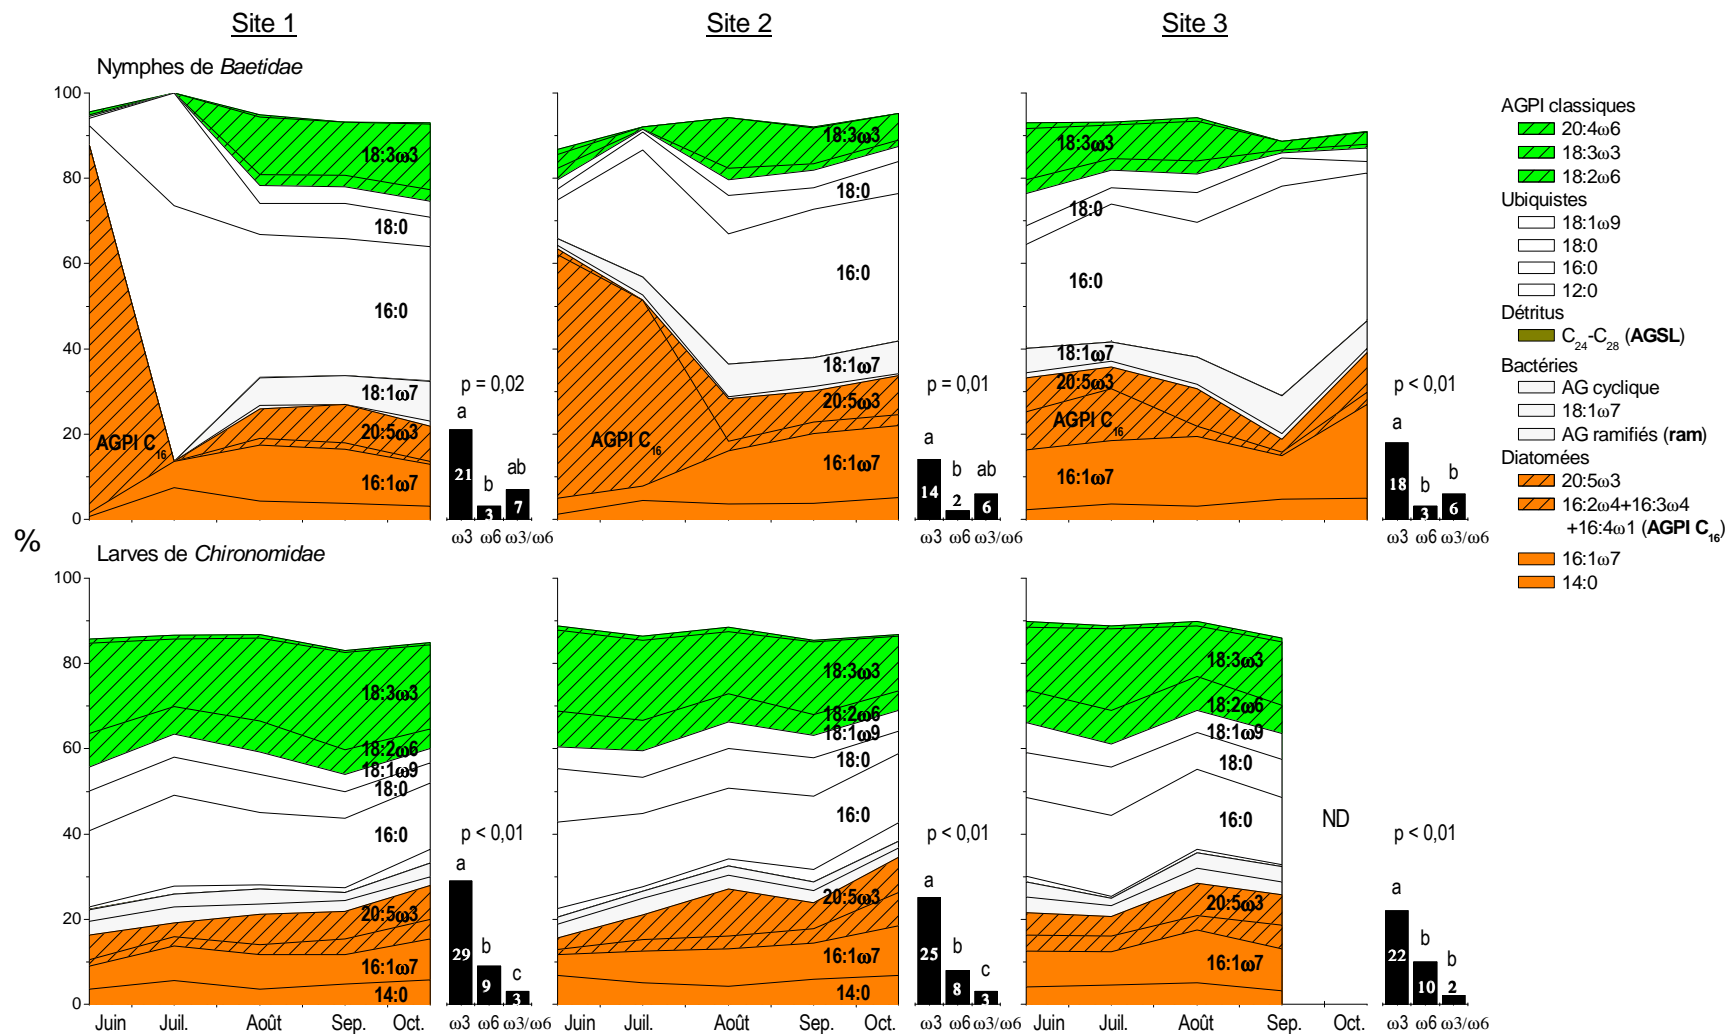 Site 1
Site 2
Site 3
Nymphes de Baetidae
100
80
60
40
20
0
18:3ω3
18:0
16:0
18:1ω7
20:5ω3
AGPI C16
16:1ω7
p = 0,02
a
b
ab
21
3
7
ω3 ω6 ω3/ω6
18:3ω3
18:0
16:0
18:1ω7
20:5ω3
AGPI C16
16:1ω7
p = 0,01
a
b
ab
14
2
6
ω3 ω6 ω3/ω6
18:3ω3
18:0
16:0
18:1ω7
20:5ω3
AGPI C16
16:1ω7
p < 0,01
a
b
b
18
3
6
ω3 ω6 ω3/ω6
AGPI classiques
20:4ω6
18:3ω3
18:2ω6
Ubiquistes
18:1ω9
18:0
16:0
12:0
Détritus
C24-C28 (AGSL)
Bactéries
AG cyclique
18:1ω7
AG ramifiés (ram)
Diatomées
20:5ω3
16:2ω4+16:3ω4
+16:4ω1 (AGPI C16)
16:1ω7
14:0
%
Larves de Chironomidae
100
80
60
40
20
0
18:3ω3
18:2ω6
18:1ω9
18:0
16:0
20:5ω3
16:1ω7
14:0
Juin Juil. Août Sep. Oct.
p < 0,01
a
b
c
29
9
3
ω3 ω6 ω3/ω6
18:3ω3
18:2ω6
18:1ω9
18:0
16:0
20:5ω3
16:1ω7
14:0
Juin Juil. Août Sep. Oct.
p < 0,01
a
b
c
25
8
3
ω3 ω6 ω3/ω6
18:3ω3
18:2ω6
18:1ω9
18:0
16:0
20:5ω3
16:1ω7
ND
Juin Juil. Août Sep. Oct.
p < 0,01
a
b
b
22
10
2
ω3 ω6 ω3/ω6